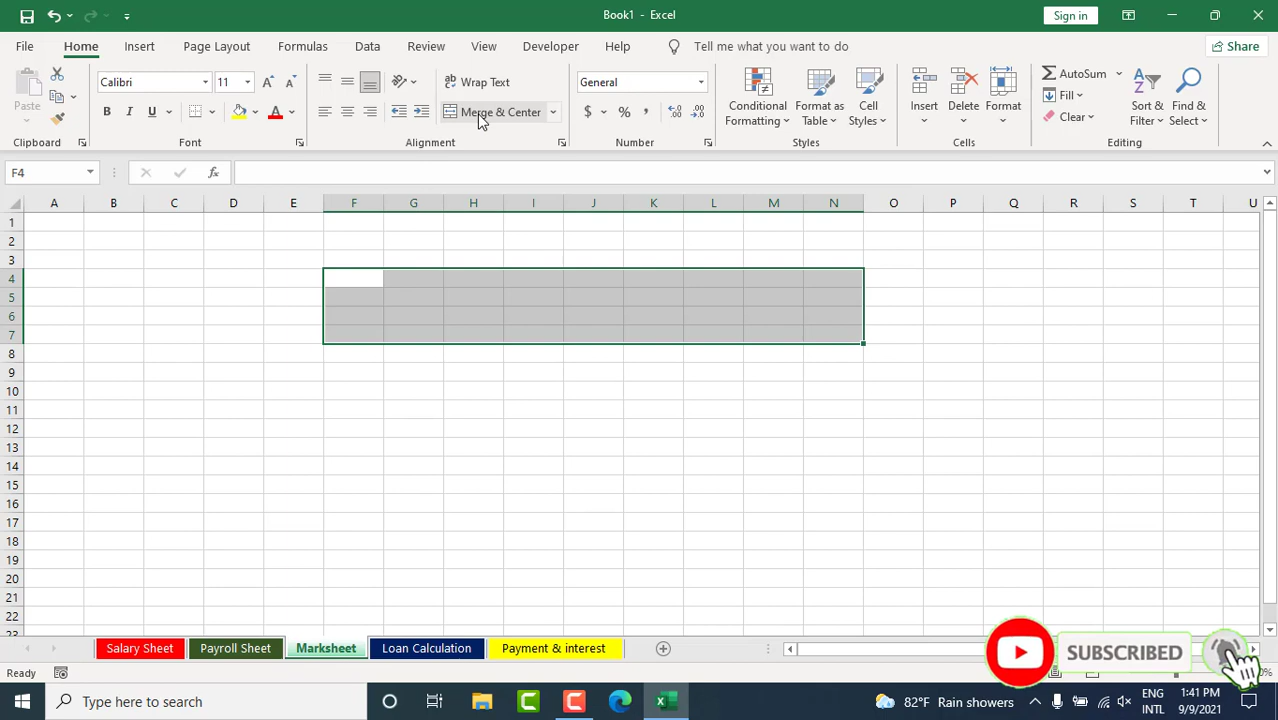 Book1 - Excel
Sign in
File Home Insert Page Layout Formulas Data Review View Developer Help Tell me what you want to do Share
Calibri 11 Wrap Text General AutoSum
Paste Conditional Formatting Format as Table Cell Styles Insert Delete Format Fill Sort & Filter Find & Select
B I U A Merge & Center $ % , Clear
Clipboard Font Alignment Number Styles Cells Editing
F4 fx
A B C D E F G H I J K L M N O P Q R S T U
1
2
3
4
5
6
7
8
9
10
11
12
13
14
15
16
17
18
19
20
21
22
23
Salary Sheet Payroll Sheet Marksheet Loan Calculation Payment & interest
SUBSCRIBED
Ready
Type here to search 82°F Rain showers ENG INTL 1:41 PM 9/9/2021